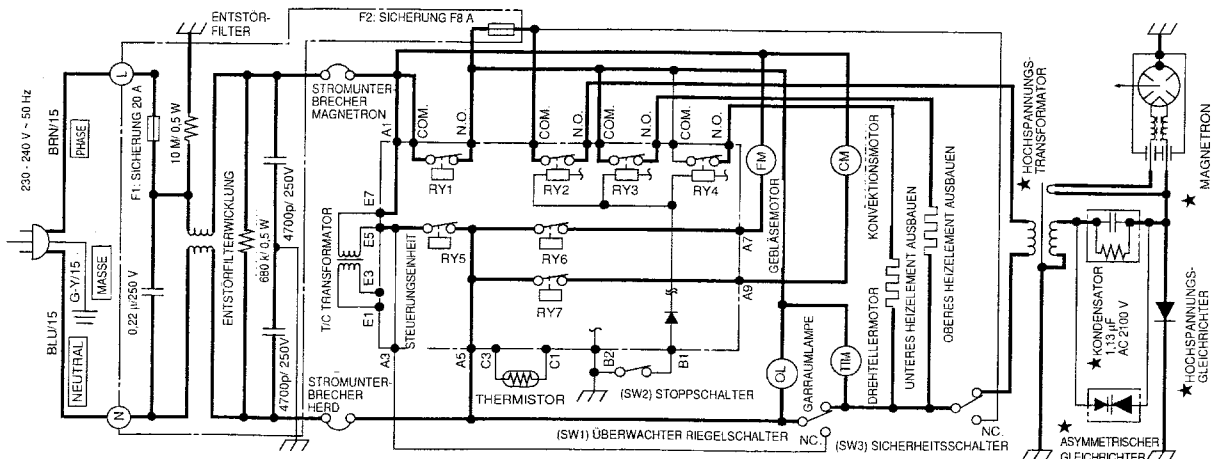 230 - 240 V ~ 50 Hz
BRN/15
PHASE
G-Y/15
MASSE
BLU/15
NEUTRAL
L
N
F1: SICHERUNG 20 A
0,22 µ/250 V
ENTSTÖR-
FILTER
10 M/ 0,5 W
ENTSTÖRFILTERWICKLUNG
680 k/ 0,5 W
4700p/ 250V
4700p/ 250V
F2: SICHERUNG F8 A
STROMUNTER-
BRECHER
MAGNETRON
STROMUNTER-
BRECHER
HERD
T/C TRANSFORMATOR
STEUERUNGSEINHEIT
A1
E7
E5
E3
E1
A3
A5
C3
C1
B2
B1
A7
A9
COM.
N.O.
COM.
N.O.
COM.
N.O.
COM.
N.O.
RY1
RY2
RY3
RY4
RY5
RY6
RY7
THERMISTOR
(SW2) STOPPSCHALTER
FM
GEBLÄSEMOTOR
CM
KONVEKTIONSMOTOR
OL
GARRAUMLAMPE
TTM
DREHTELLERMOTOR
UNTERES HEIZELEMENT AUSBAUEN
OBERES HEIZELEMENT AUSBAUEN
(SW1) ÜBERWACHTER RIEGELSCHALTER
NC.
(SW3) SICHERHEITSSCHALTER
NC.
★ HOCHSPANNUNGS-
TRANSFORMATOR
★ MAGNETRON
★ KONDENSATOR
1,13 µF
AC 2100 V
★ HOCHSPANNUNGS-
GLEICHRICHTER
★
ASYMMETRISCHER
GLEICHRICHTER